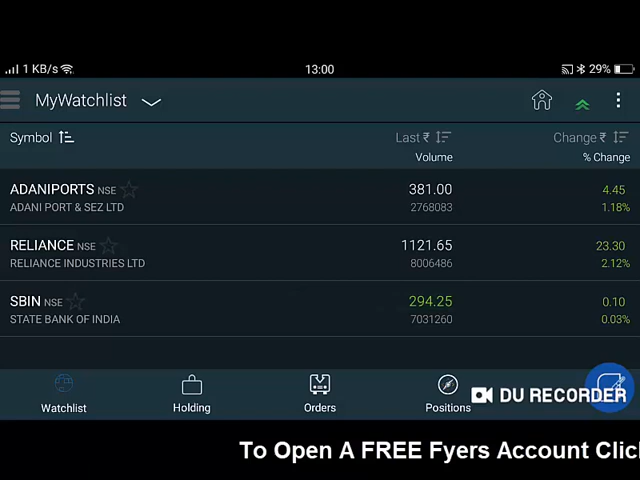 1 KB/s 13:00 29%
MyWatchlist
Symbol Last ₹ Change ₹
Volume % Change
ADANIPORTS NSE 381.00 4.45
ADANI PORT & SEZ LTD 2768083 1.18%
RELIANCE NSE 1121.65 23.30
RELIANCE INDUSTRIES LTD 8006486 2.12%
SBIN NSE 294.25 0.10
STATE BANK OF INDIA 7031260 0.03%
Watchlist Holding Orders Positions
DU RECORDER
To Open A FREE Fyers Account Clic